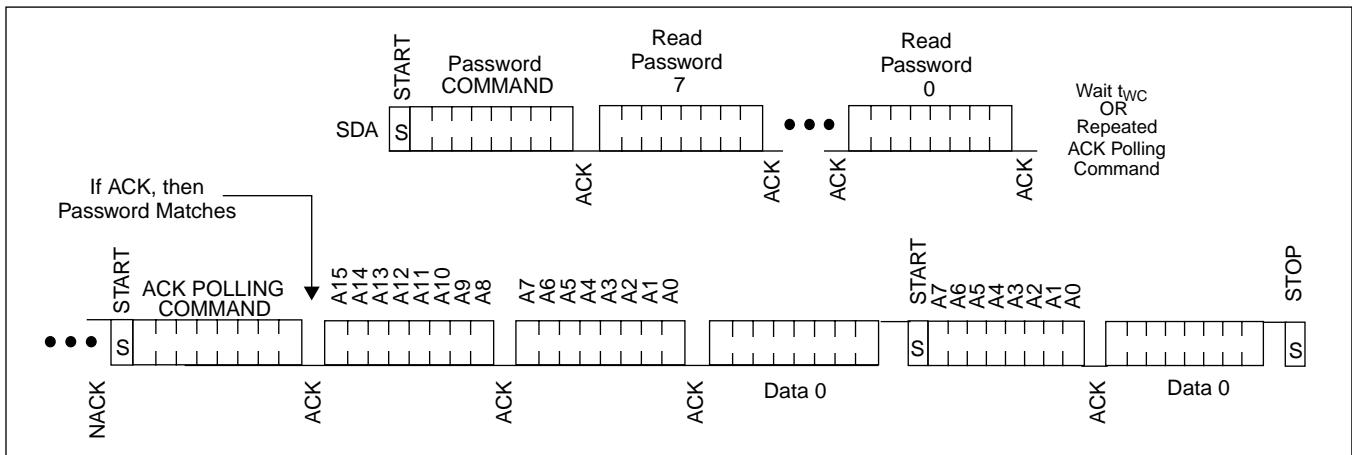 START
Password
COMMAND
Read
Password
7
Read
Password
0
Wait tWC
OR
Repeated
ACK Polling
Command
SDA
S
ACK
ACK
ACK
ACK
If ACK, then
Password Matches
START
ACK POLLING
COMMAND
A15
A14
A13
A12
A11
A10
A9
A8
A7
A6
A5
A4
A3
A2
A1
A0
START
A7
A6
A5
A4
A3
A2
A1
A0
STOP
S
S
S
NACK
ACK
ACK
ACK
Data 0
ACK
Data 0